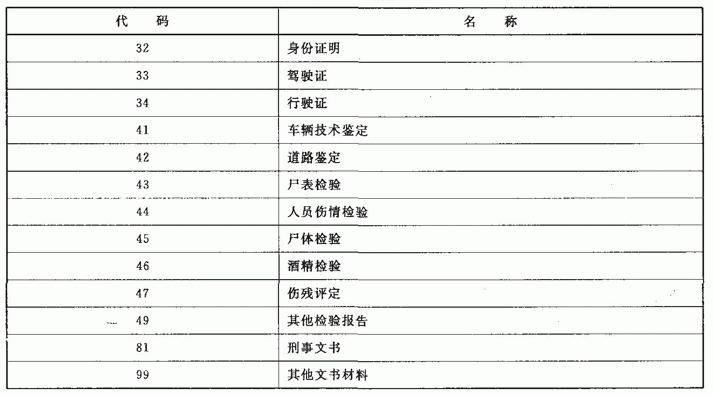 代 码 名 称
32 身份证明
33 驾驶证
34 行驶证
41 车辆技术鉴定
42 道路鉴定
43 尸表检验
44 人员伤情检验
45 尸体检验
46 酒精检验
47 伤残评定
49 其他检验报告
81 刑事文书
99 其他文书材料